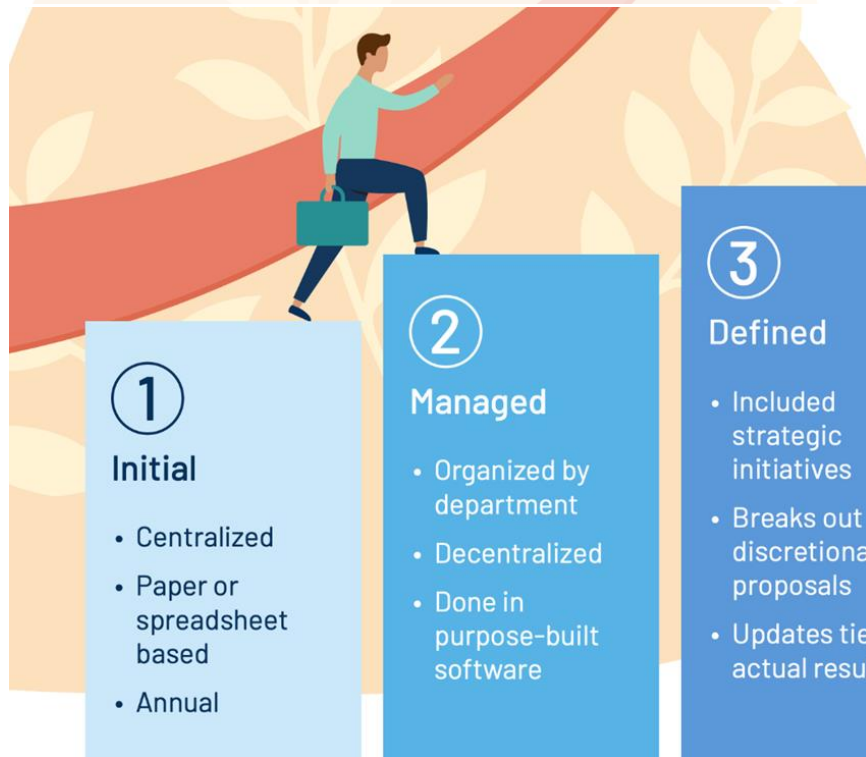 1
Initial
• Centralized
• Paper or
spreadsheet
based
• Annual
2
Managed
• Organized by
department
• Decentralized
• Done in
purpose-built
software
3
Defined
• Included
strategic
initiatives
• Breaks out
proposals
• Updates
actual